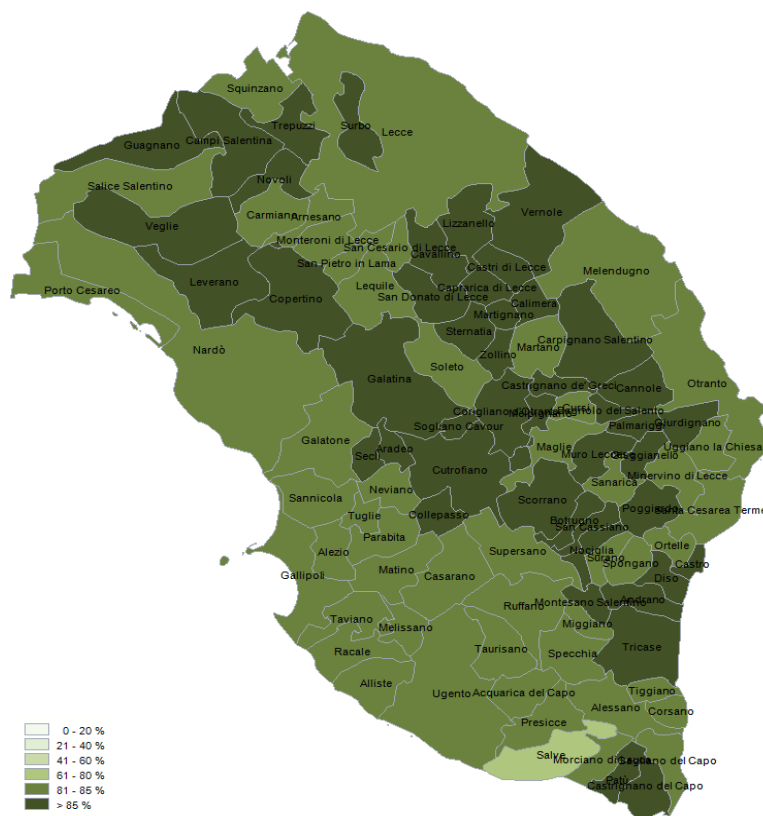 Squinzano
Trepuzzi
Surbo
Lecce
Guagnano
Campi Salentina
Novoli
Salice Salentino
Carmiano
Arnesano
Vernole
Veglie
Lizzanello
Monteroni di Lecce
San Cesario di Lecce
Cavallino
San Pietro in Lama
Castri di Lecce
Melendugno
Leverano
Porto Cesareo
Lequile
Caprarica di Lecce
Copertino
San Donato di Lecce
Calimera
Martignano
Sternatia
Carpignano Salentino
Martano
Nardò
Zollino
Soleto
Galatina
Castrignano de' Greci
Cannole
Otranto
Cursi
Bagnolo del Salento
Corigliano d'Otranto
Melpignano
Sogliano Cavour
Palmariggi
Giurdignano
Galatone
Aradeo
Maglie
Uggiano la Chiesa
Seclì
Muro Leccese
Cutrofiano
Minervino di Lecce
Neviano
Sanarica
Sannicola
Scorrano
Poggiardo
Santa Cesarea Terme
Tuglie
Collepasso
Botrugno
San Cassiano
Parabita
Alezio
Supersano
Nociglia
Surano
Ortelle
Spongano
Castro
Gallipoli
Matino
Casarano
Diso
Ruffano
Montesano Salentino
Andrano
Taviano
Melissano
Miggiano
Racale
Taurisano
Specchia
Tricase
Alliste
Ugento
Acquarica del Capo
Tiggiano
Alessano
Corsano
Presicce
Salve
Morciano di Leuca
Gagliano del Capo
Patù
Castrignano del Capo
0 - 20 %
21 - 40 %
41 - 60 %
61 - 80 %
81 - 85 %
> 85 %